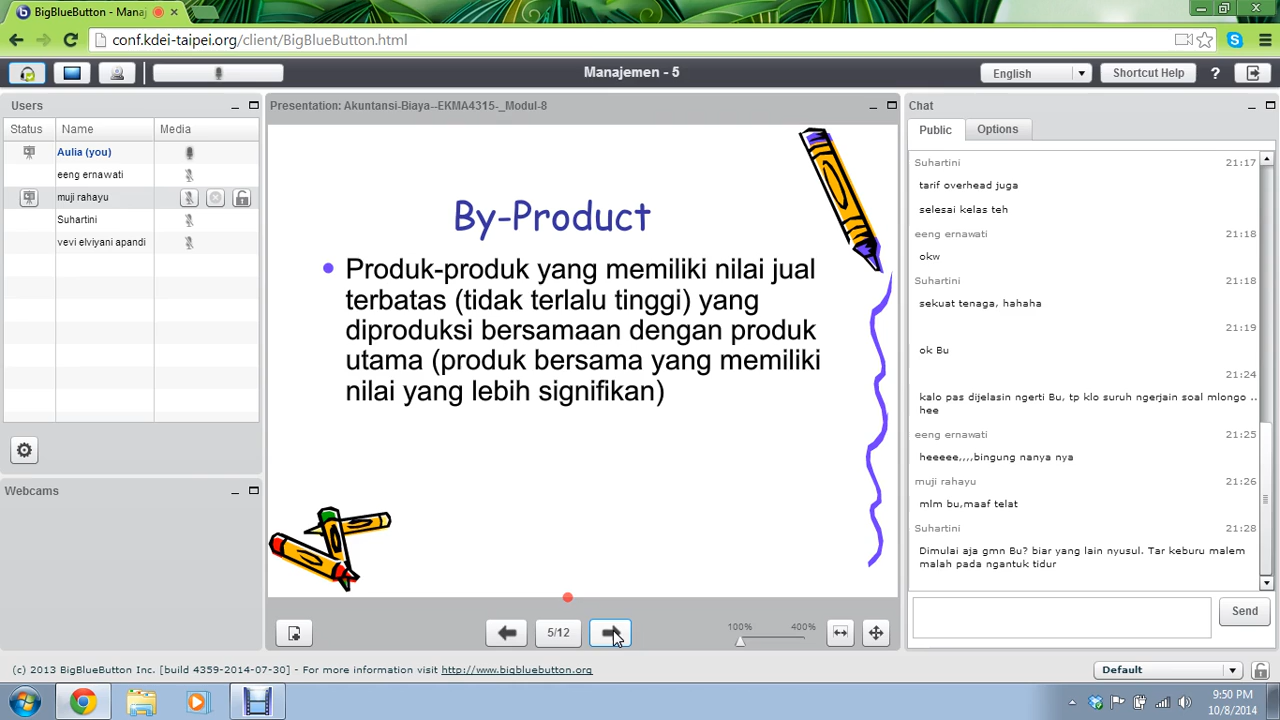 BigBlueButton - Manaj
conf.kdei-taipei.org/client/BigBlueButton.html
Manajemen - 5
English
Shortcut Help
?
Users
Status Name Media
Aulia (you)
eeng ernawati
muji rahayu
Suhartini
vevi elviyani apandi
Webcams
Presentation: Akuntansi-Biaya--EKMA4315-_Modul-8
By-Product
Produk-produk yang memiliki nilai jual
terbatas (tidak terlalu tinggi) yang
diproduksi bersamaan dengan produk
utama (produk bersama yang memiliki
nilai yang lebih signifikan)
5/12
100% 400%
Chat
Public Options
Suhartini 21:17
tarif overhead juga
selesai kelas teh
eeng ernawati 21:18
okw
Suhartini 21:18
sekuat tenaga, hahaha
21:19
ok Bu
21:24
kalo pas dijelasin ngerti Bu, tp klo suruh ngerjain soal mlongo ..
hee
eeng ernawati 21:25
heeeee,,,,bingung nanya nya
muji rahayu 21:26
mlm bu,maaf telat
Suhartini 21:28
Dimulai aja gmn Bu? biar yang lain nyusul. Tar keburu malem
malah pada ngantuk tidur
Send
(c) 2013 BigBlueButton Inc. [build 4359-2014-07-30] - For more information visit http://www.bigbluebutton.org
Default
9:50 PM
10/8/2014